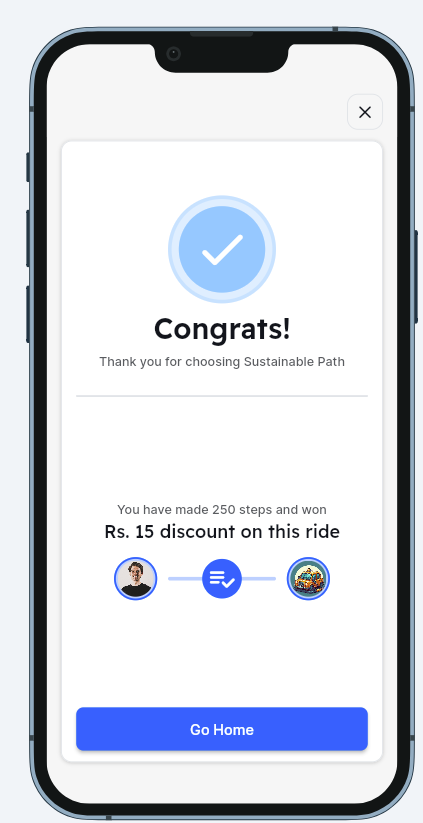 Congrats!
Thank you for choosing Sustainable Path
You have made 250 steps and won
Rs. 15 discount on this ride
Go Home